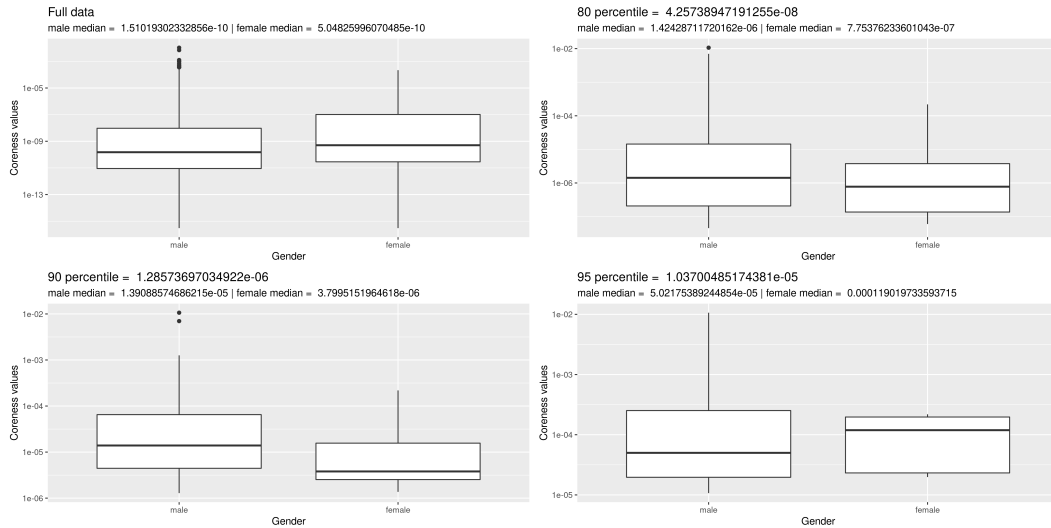 Full data
male median =  1.51019302332856e-10 | female median =  5.04825996070485e-10
Coreness values
1e-05
1e-09
1e-13
male
female
Gender
80 percentile =  4.25738947191255e-08
male median =  1.42428711720162e-06 | female median =  7.75376233601043e-07
Coreness values
1e-02
1e-04
1e-06
male
female
Gender
90 percentile =  1.28573697034922e-06
male median =  1.39088574686215e-05 | female median =  3.7995151964618e-06
Coreness values
1e-02
1e-03
1e-04
1e-05
1e-06
male
female
Gender
95 percentile =  1.03700485174381e-05
male median =  5.02175389244854e-05 | female median =  0.000119019733593715
Coreness values
1e-02
1e-03
1e-04
1e-05
male
female
Gender